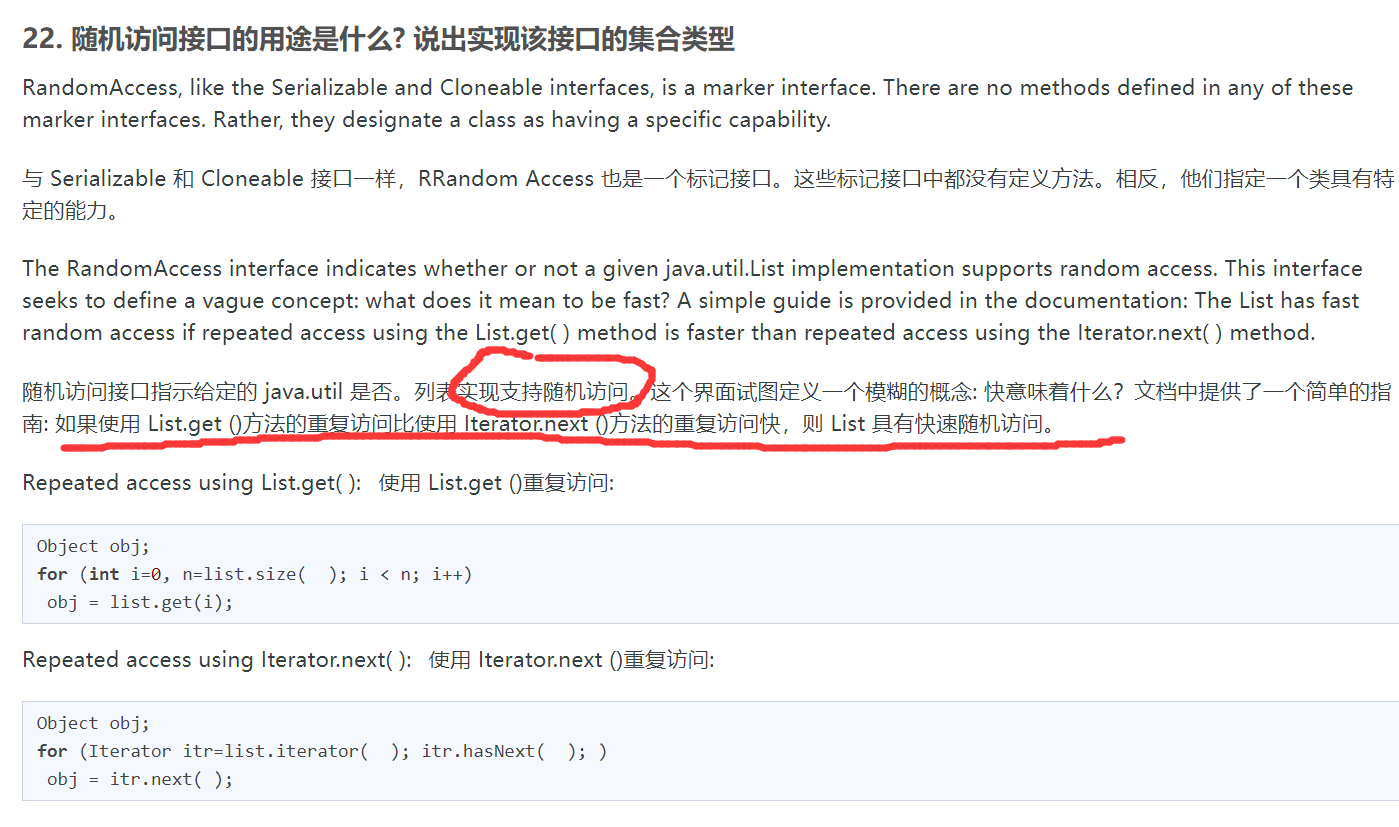 22. 随机访问接口的用途是什么? 说出实现该接口的集合类型
RandomAccess, like the Serializable and Cloneable interfaces, is a marker interface. There are no methods defined in any of these
marker interfaces. Rather, they designate a class as having a specific capability.
与 Serializable 和 Cloneable 接口一样，RRandom Access 也是一个标记接口。这些标记接口中都没有定义方法。相反，他们指定一个类具有特
定的能力。
The RandomAccess interface indicates whether or not a given java.util.List implementation supports random access. This interface
seeks to define a vague concept: what does it mean to be fast? A simple guide is provided in the documentation: The List has fast
random access if repeated access using the List.get( ) method is faster than repeated access using the Iterator.next( ) method.
随机访问接口指示给定的 java.util 是否。列表实现支持随机访问。这个界面试图定义一个模糊的概念: 快意味着什么？文档中提供了一个简单的指
南: 如果使用 List.get ()方法的重复访问比使用 Iterator.next ()方法的重复访问快，则 List 具有快速随机访问。
Repeated access using List.get( ): 使用 List.get ()重复访问:
Object obj;
for (int i=0, n=list.size(  ); i < n; i++)
 obj = list.get(i);
Repeated access using Iterator.next( ): 使用 Iterator.next ()重复访问:
Object obj;
for (Iterator itr=list.iterator(  ); itr.hasNext(  ); )
 obj = itr.next( );